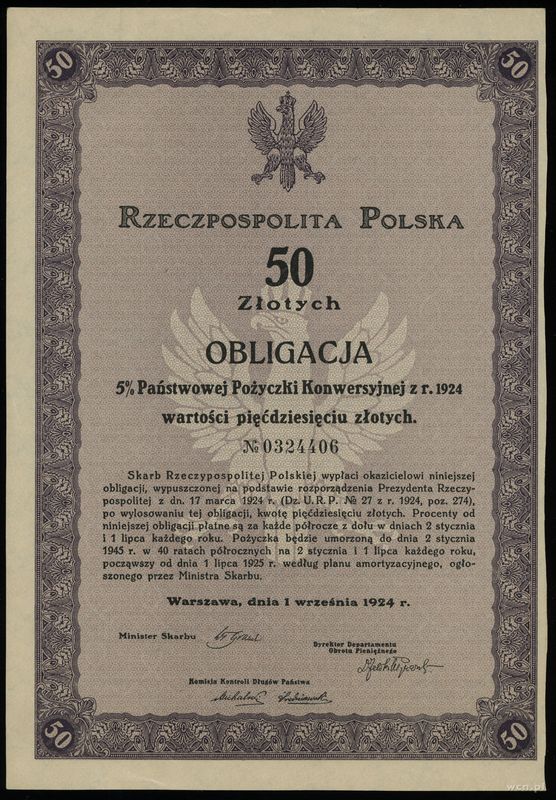 50 50
RZECZPOSPOLITA POLSKA
50
Złotych
OBLIGACJA
5% Państwowej Pożyczki Konwersyjnej z r. 1924
wartości pięćdziesięciu złotych.
№ 0324406
Skarb Rzeczypospolitej Polskiej wypłaci okazicielowi niniejszej
obligacji, wypuszczonej na podstawie rozporządzenia Prezydenta Rzeczy-
pospolitej z dn. 17 marca 1924 r. (Dz. U. R. P. № 27 z r. 1924, poz. 274),
po wylosowaniu tej obligacji, kwotę pięćdziesięciu złotych. Procenty od
niniejszej obligacji płatne są za każde półrocze z dołu w dniach 2 stycznia
i 1 lipca każdego roku. Pożyczka będzie umorzoną do dnia 2 stycznia
1945 r. w 40 ratach półrocznych na 2 stycznia i 1 lipca każdego roku,
począwszy od dnia 1 lipca 1925 r. według planu amortyzacyjnego, ogło-
szonego przez Ministra Skarbu.
Warszawa, dnia 1 września 1924 r.
Minister Skarbu
Dyrektor Departamentu
Obrotu Pieniężnego
Komisja Kontroli Długów Państwa
50 50
wcn.pl